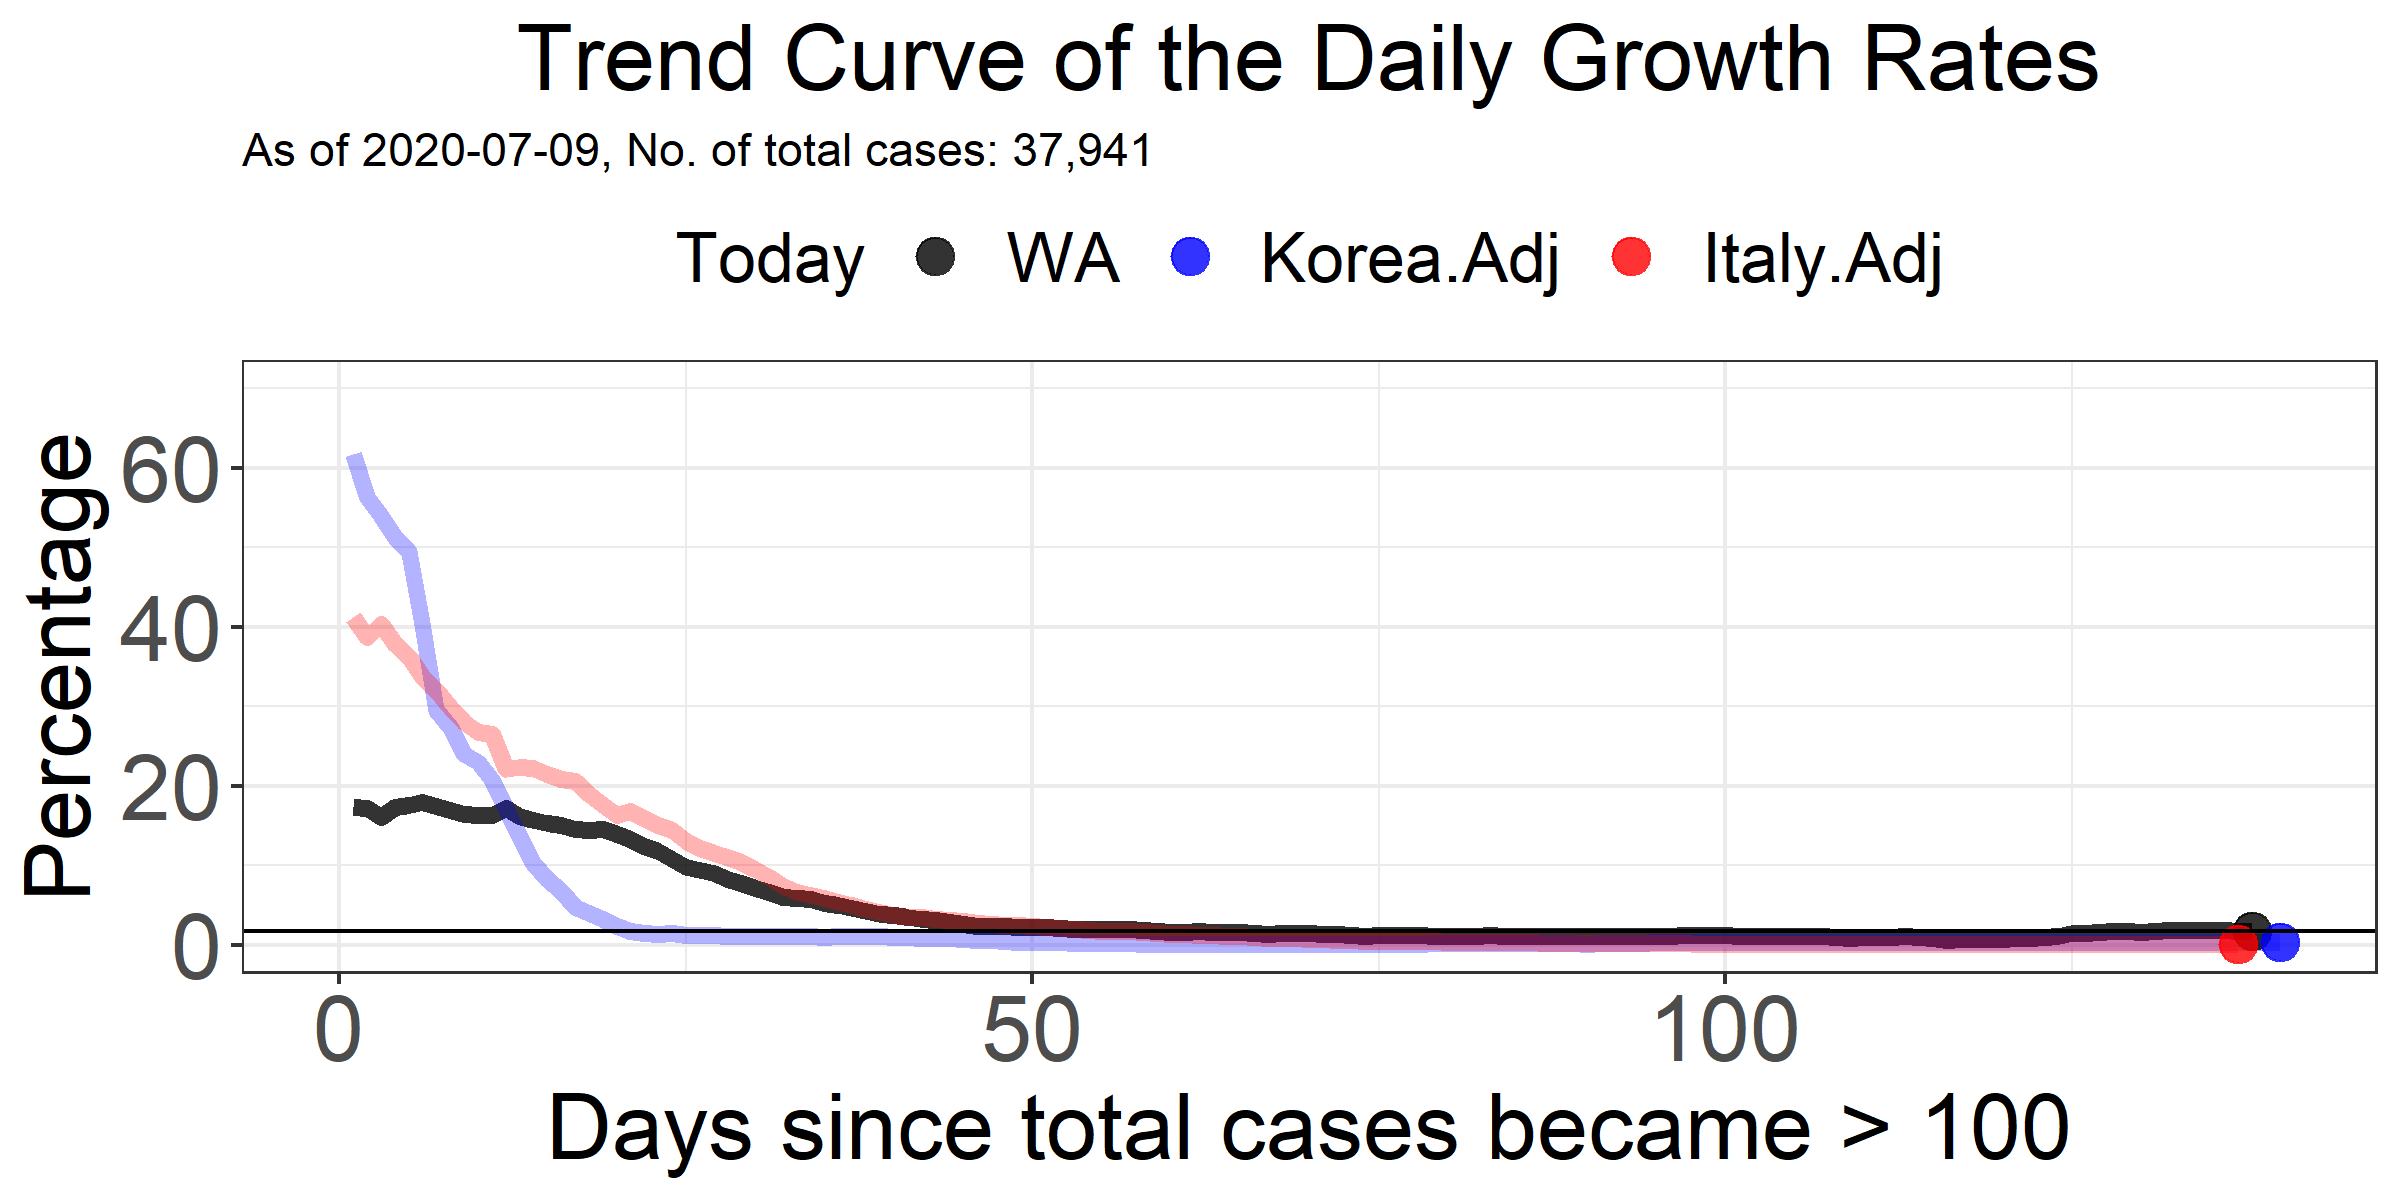 Trend Curve of the Daily Growth Rates
As of 2020-07-09, No. of total cases: 37,941
Today WA Korea.Adj Italy.Adj
Percentage
60
40
20
0
0 50 100
Days since total cases became > 100